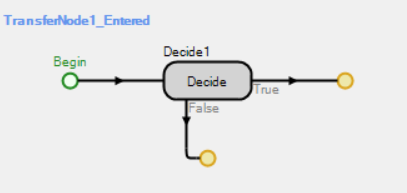 TransferNode1_Entered
Decide1
Begin
Decide
True
False